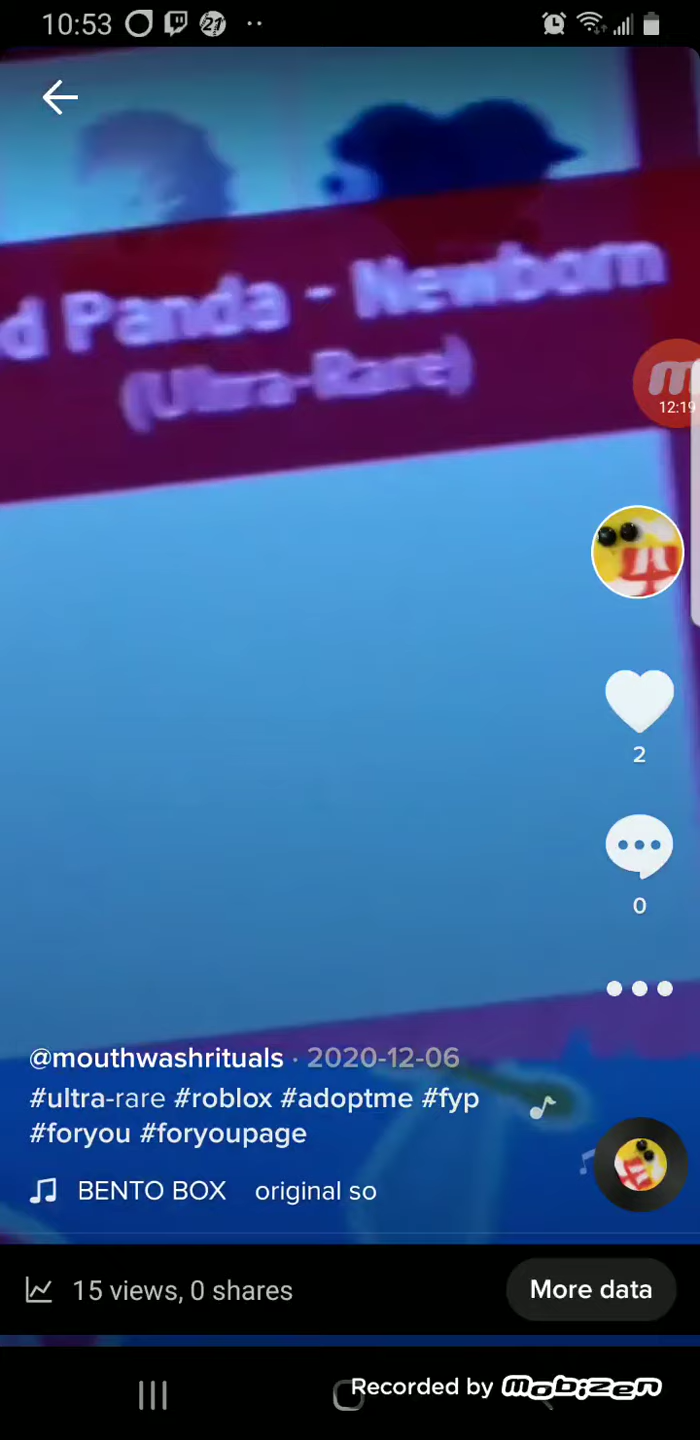 10:53
21
d Panda - Newborn
(Ultra-Rare)
m
12:19
2
0
@mouthwashrituals · 2020-12-06
#ultra-rare #roblox #adoptme #fyp
#foryou #foryoupage
BENTO BOX original so
15 views, 0 shares
More data
Recorded by mobizen